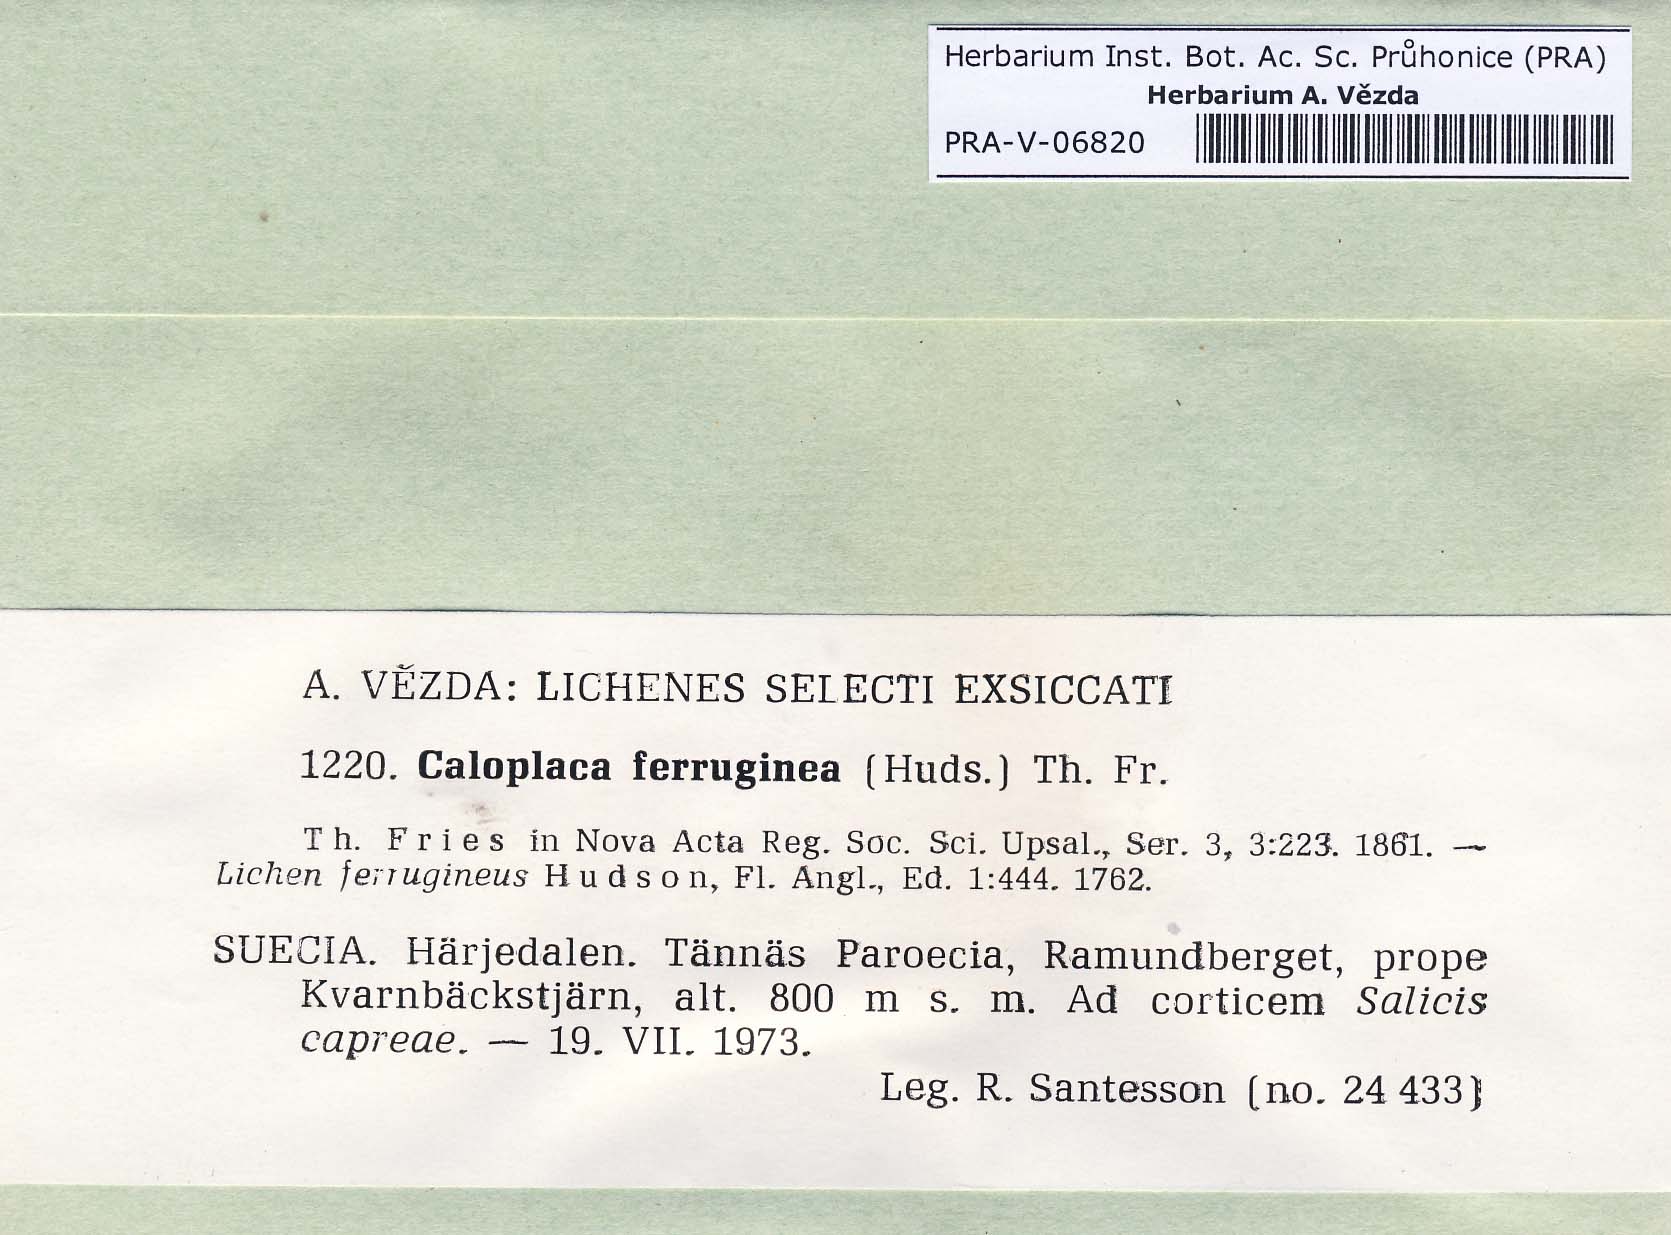 Herbarium Inst. Bot. Ac. Sc. Průhonice (PRA)
Herbarium A. Vězda
PRA-V-06820
A. VĚZDA: LICHENES SELECTI EXSICCATI
1220. Caloplaca ferruginea (Huds.) Th. Fr.
Th. Fries in Nova Acta Reg. Soc. Sci. Upsal., Ser. 3, 3:223. 1861. —
Lichen ferrugineus Hudson, Fl. Angl., Ed. 1:444. 1762.
SUECIA. Härjedalen. Tännäs Paroecia, Ramundberget, prope
Kvarnbäckstjärn, alt. 800 m s. m. Ad corticem Salicis
capreae. — 19. VII. 1973.
Leg. R. Santesson (no. 24 433)